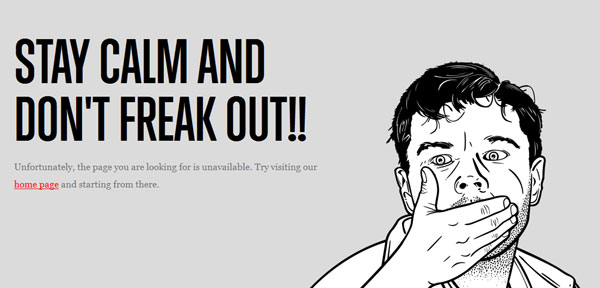 STAY CALM AND
DON'T FREAK OUT!!
Unfortunately, the page you are looking for is unavailable. Try visiting our
home page and starting from there.